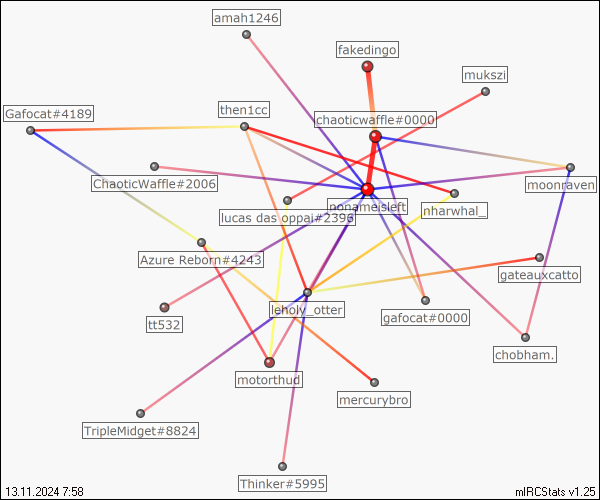 amah1246
fakedingo
mukszi
Gafocat#4189
then1cc
chaoticwaffle#0000
ChaoticWaffle#2006
moonraven
nonameisleft
nharwhal_
lucas das oppai#2396
Azure Reborn#4243
gateauxcatto
tt532
leholy_otter
gafocat#0000
chobham.
motorthud
mercurybro
TripleMidget#8824
Thinker#5995
13.11.2024 7:58
mIRCStats v1.25